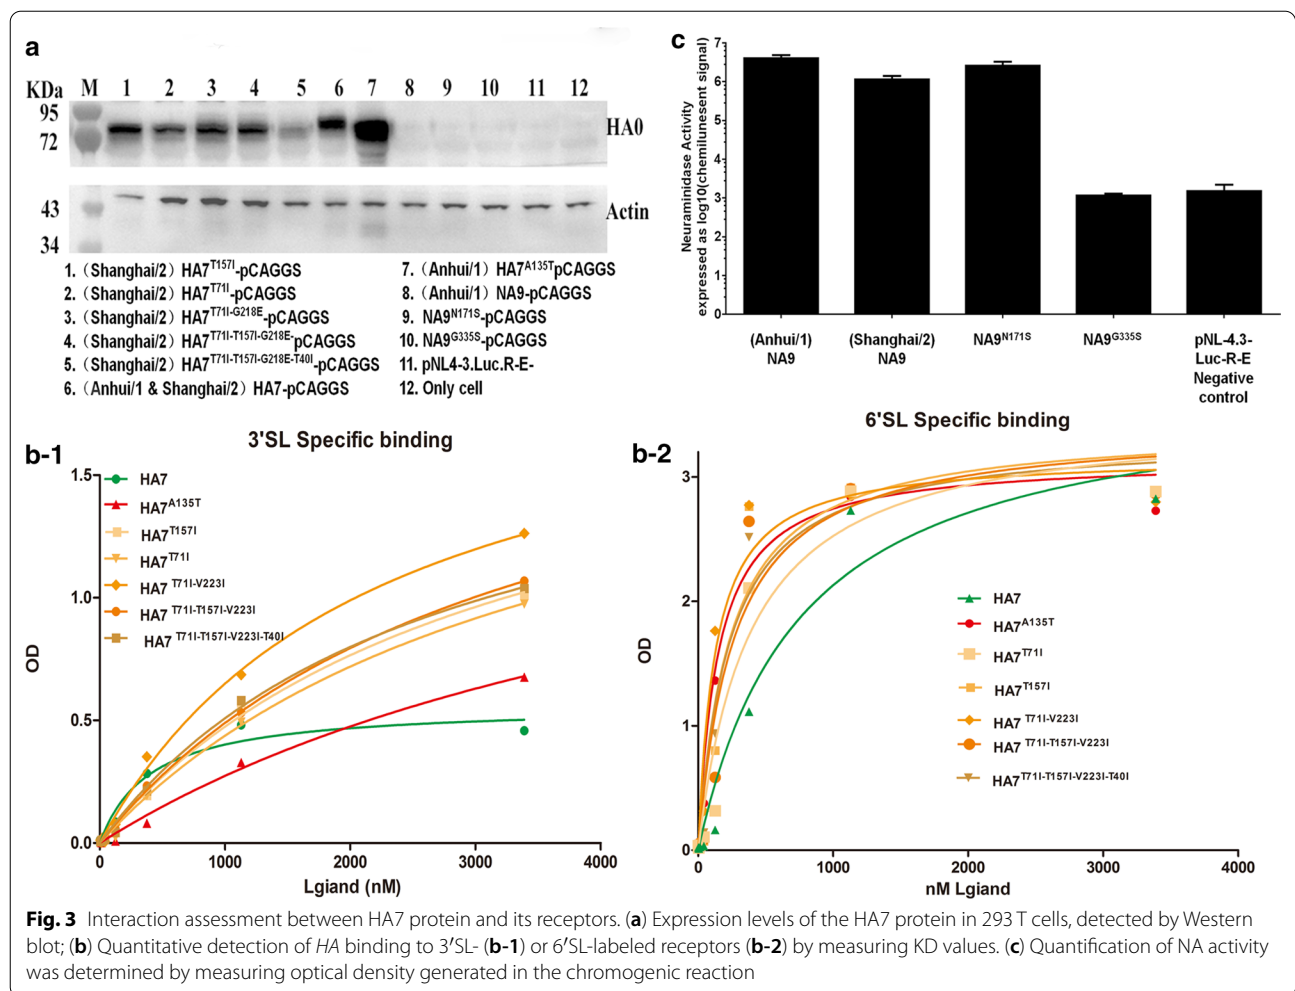 a
KDa M 1 2 3 4 5 6 7 8 9 10 11 12
95
72
HA0
43
34
Actin
1. (Shanghai/2) HA7T157I-pCAGGS
2. (Shanghai/2) HA7T71I-pCAGGS
3. (Shanghai/2) HA7T71I-G218E-pCAGGS
4. (Shanghai/2) HA7T71I-T157I-G218E-pCAGGS
5. (Shanghai/2) HA7T71I-T157I-G218E-T40I-pCAGGS
6. (Anhui/1 & Shanghai/2) HA7-pCAGGS
7. (Anhui/1) HA7A135TpCAGGS
8. (Anhui/1) NA9-pCAGGS
9. NA9N171S-pCAGGS
10. NA9G335S-pCAGGS
11. pNL4-3.Luc.R-E-
12. Only cell
c
Neuraminidase Activity
expressed as log10(chemilunesent signal)
7
6
5
4
3
2
1
0
(Anhui/1)
NA9
(Shanghai/2)
NA9
NA9N171S
NA9G335S
pNL-4.3-
Luc-R-E
Negative
control
b-1
3'SL Specific binding
OD
1.5
1.0
0.5
0.0
HA7
HA7A135T
HA7T157I
HA7T71I
HA7 T71I-V223I
HA7T71I-T157I-V223I
HA7 T71I-T157I-V223I-T40I
0 1000 2000 3000 4000
Lgiand (nM)
b-2
6'SL Specific binding
OD
3
2
1
0
HA7
HA7A135T
HA7T71I
HA7T157I
HA7 T71I-V223I
HA7 T71I-T157I-V223I
HA7T71I-T157I-V223I-T40I
0 1000 2000 3000 4000
nM Lgiand
Fig. 3 Interaction assessment between HA7 protein and its receptors. (a) Expression levels of the HA7 protein in 293 T cells, detected by Western
blot; (b) Quantitative detection of HA binding to 3′SL- (b-1) or 6′SL-labeled receptors (b-2) by measuring KD values. (c) Quantification of NA activity
was determined by measuring optical density generated in the chromogenic reaction